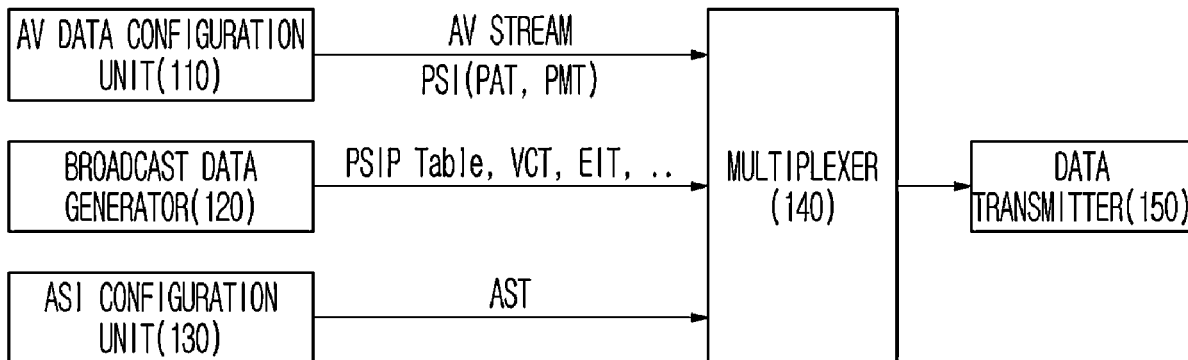 AV DATA CONFIGURATION
UNIT(110)
AV STREAM
PSI(PAT, PMT)
BROADCAST DATA
GENERATOR(120)
PSIP Table, VCT, EIT, ..
MULTIPLEXER
(140)
DATA
TRANSMITTER(150)
ASI CONFIGURATION
UNIT(130)
AST